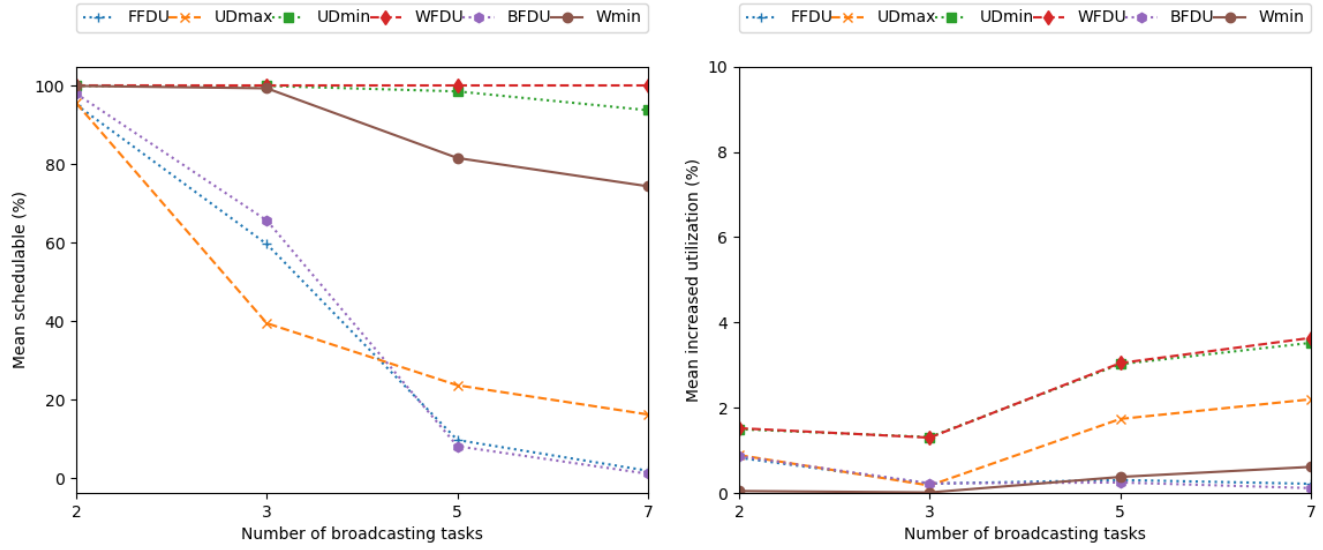 FFDU UDmax UDmin WFDU BFDU Wmin
100
80
60
40
20
0
Mean schedulable (%)
2 3 5 7
Number of broadcasting tasks
FFDU UDmax UDmin WFDU BFDU Wmin
10
8
6
4
2
0
Mean increased utilization (%)
2 3 5 7
Number of broadcasting tasks